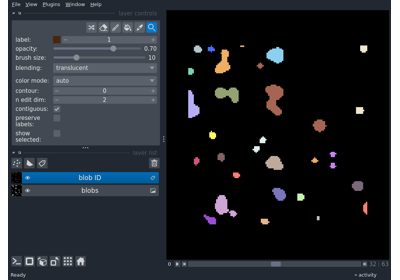 File View Plugins Window Help
layer controls
label: 1
opacity: 0.70
brush size: 10
blending: translucent
color mode: auto
contour: 0
n edit dim: 2
contiguous:
preserve
labels:
show
selected:
layer list
blob ID
blobs
32 63
Ready
activity